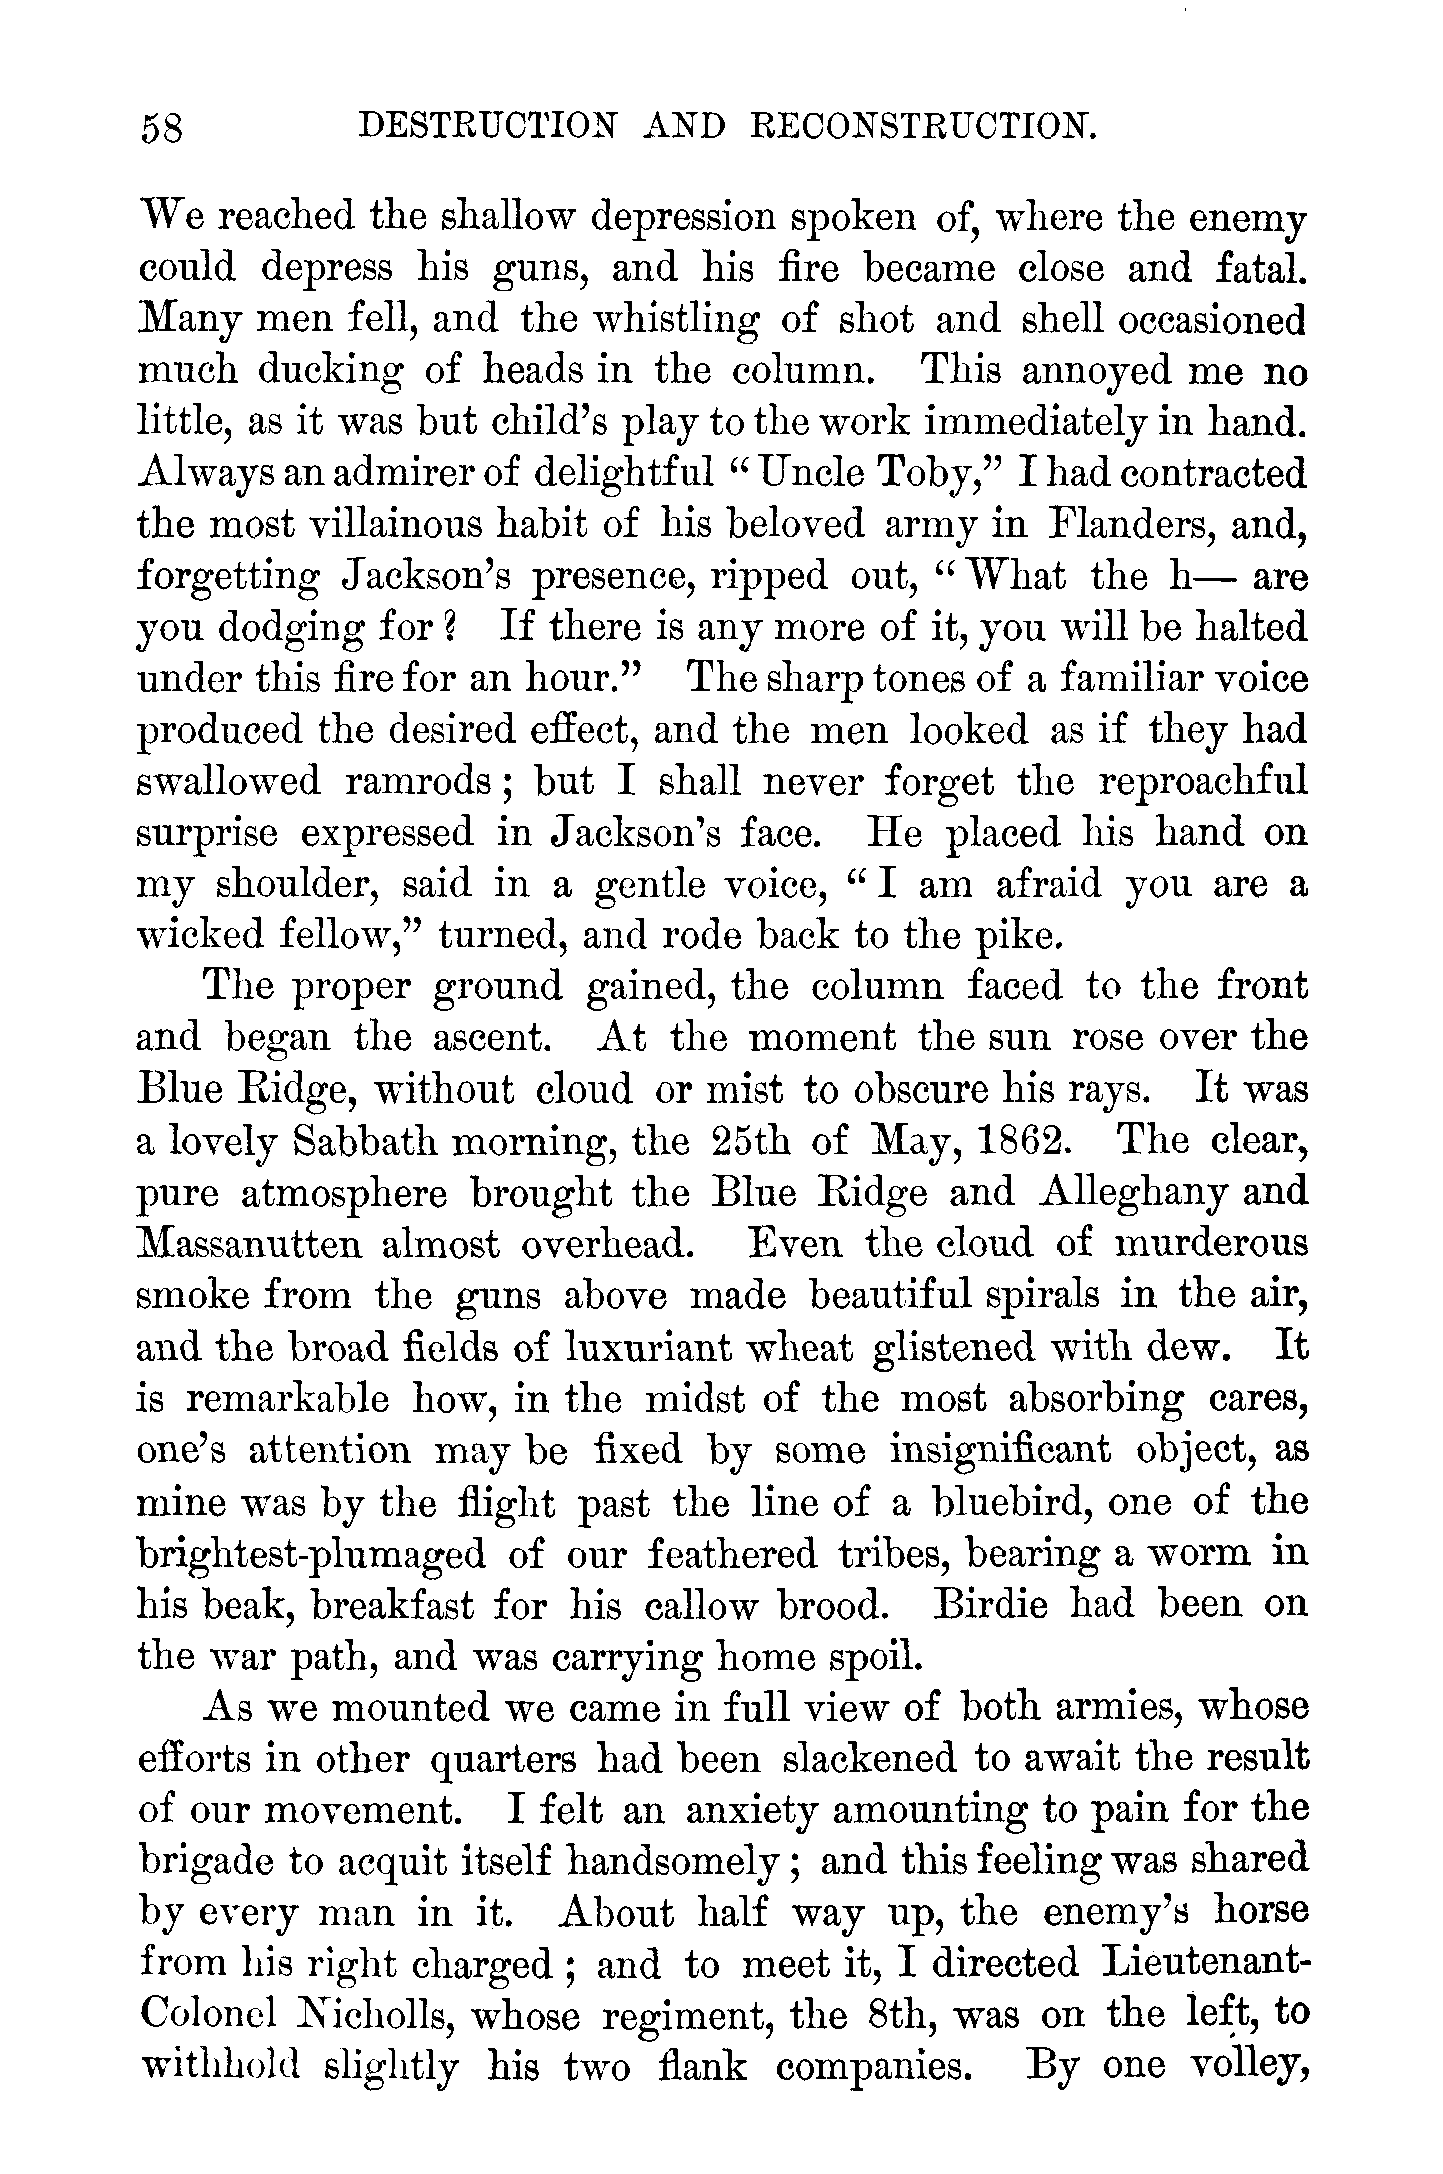 58 DESTRUCTION AND RECONSTRUCTION.
We reached the shallow depression spoken of, where the enemy
could depress his guns, and his fire became close and fatal.
Many men fell, and the whistling of shot and shell occasioned
much ducking of heads in the column. This annoyed me no
little, as it was but child's play to the work immediately in hand.
Always an admirer of delightful "Uncle Toby," I had contracted
the most villainous habit of his beloved army in Flanders, and,
forgetting Jackson's presence, ripped out, "What the h— are
you dodging for? If there is any more of it, you will be halted
under this fire for an hour." The sharp tones of a familiar voice
produced the desired effect, and the men looked as if they had
swallowed ramrods; but I shall never forget the reproachful
surprise expressed in Jackson's face. He placed his hand on
my shoulder, said in a gentle voice, "I am afraid you are a
wicked fellow," turned, and rode back to the pike.
The proper ground gained, the column faced to the front
and began the ascent. At the moment the sun rose over the
Blue Ridge, without cloud or mist to obscure his rays. It was
a lovely Sabbath morning, the 25th of May, 1862. The clear,
pure atmosphere brought the Blue Ridge and Alleghany and
Massanutten almost overhead. Even the cloud of murderous
smoke from the guns above made beautiful spirals in the air,
and the broad fields of luxuriant wheat glistened with dew. It
is remarkable how, in the midst of the most absorbing cares,
one's attention may be fixed by some insignificant object, as
mine was by the flight past the line of a bluebird, one of the
brightest-plumaged of our feathered tribes, bearing a worm in
his beak, breakfast for his callow brood. Birdie had been on
the war path, and was carrying home spoil.
As we mounted we came in full view of both armies, whose
efforts in other quarters had been slackened to await the result
of our movement. I felt an anxiety amounting to pain for the
brigade to acquit itself handsomely; and this feeling was shared
by every man in it. About half way up, the enemy's horse
from his right charged; and to meet it, I directed Lieutenant-
Colonel Nicholls, whose regiment, the 8th, was on the left, to
withhold slightly his two flank companies. By one volley,